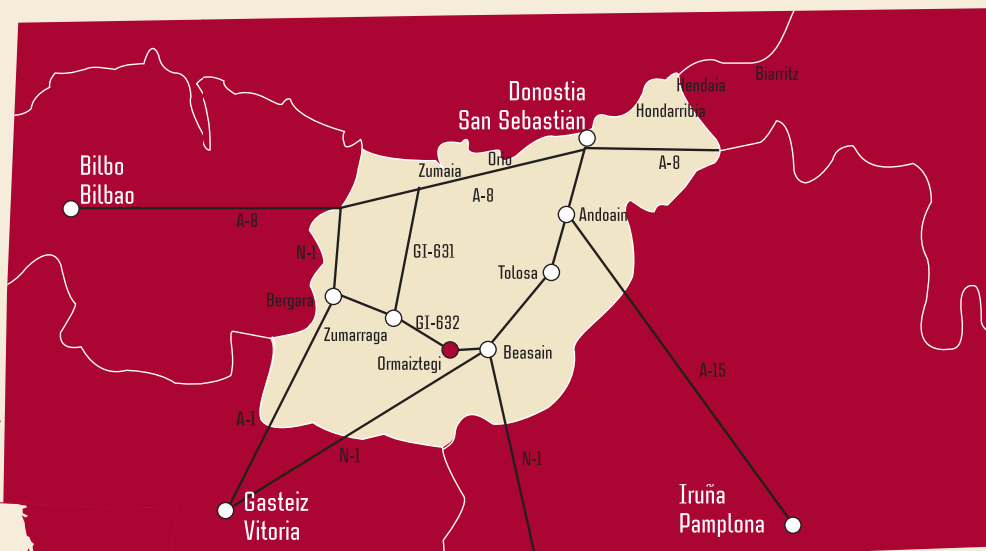 Biarritz
Hendaia
Donostia
San Sebastián
Hondarribia
Orio
Zumaia
A-8
Bilbo
Bilbao
A-8
A-8
Andoain
N-1
GI-631
Tolosa
Bergara
GI-632
Zumarraga
Ormaiztegi
Beasain
A-15
A-1
N-1
N-1
Gasteiz
Vitoria
Iruña
Pamplona